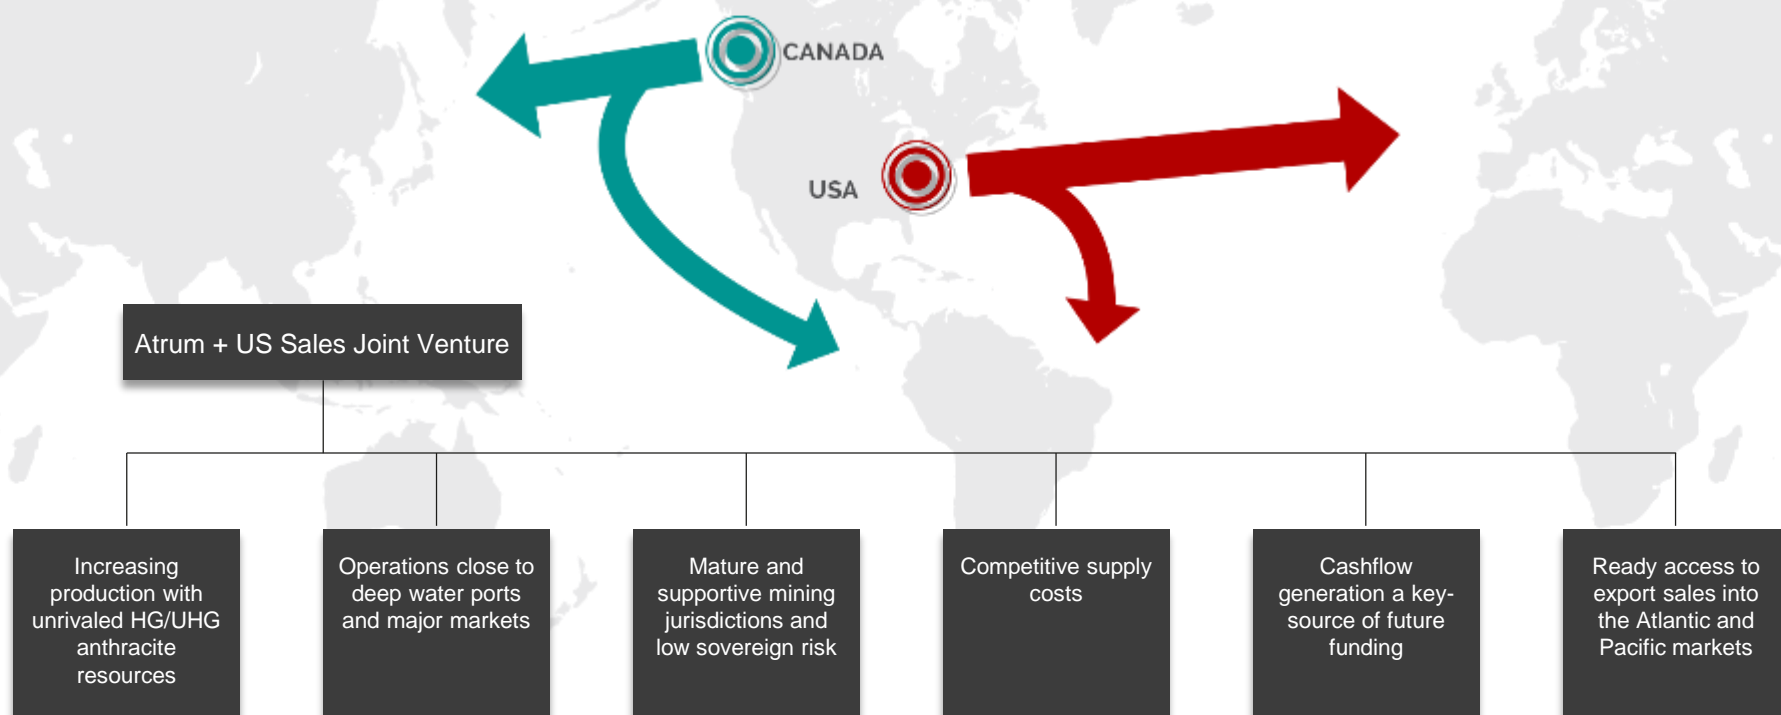 CANADA
USA
Atrum + US Sales Joint Venture
Increasing
production with
unrivaled HG/UHG
anthracite
resources
Operations close to
deep water ports
and major markets
Mature and
supportive mining
jurisdictions and
low sovereign risk
Competitive supply
costs
Cashflow
generation a key-
source of future
funding
Ready access to
export sales into
the Atlantic and
Pacific markets